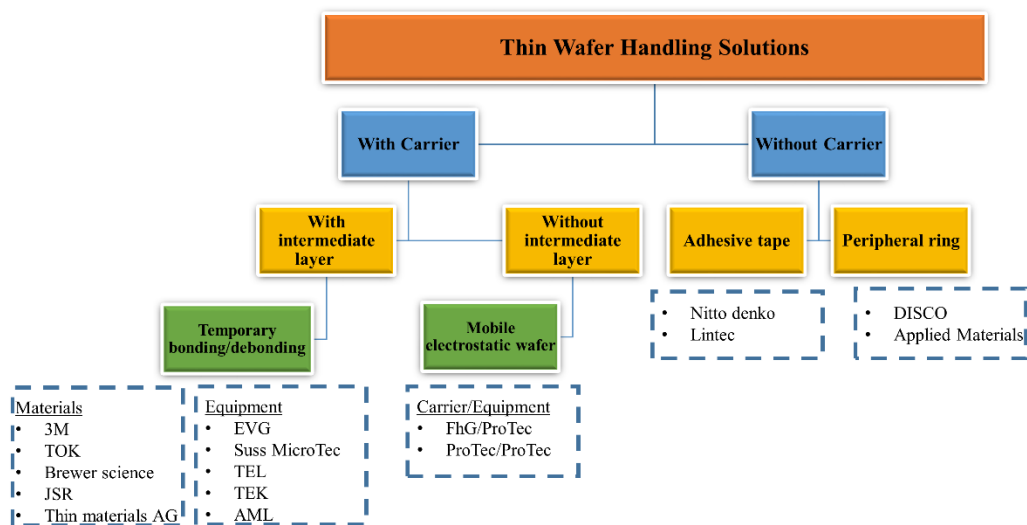 Thin Wafer Handling Solutions
With Carrier
Without Carrier
With
intermediate
layer
Without
intermediate
layer
Adhesive tape
Peripheral ring
Temporary
bonding/debonding
Mobile
electrostatic wafer
• Nitto denko
• Lintec
• DISCO
• Applied Materials
Materials
• 3M
• TOK
• Brewer science
• JSR
• Thin materials AG
Equipment
• EVG
• Suss MicroTec
• TEL
• TEK
• AML
Carrier/Equipment
• FhG/ProTec
• ProTec/ProTec